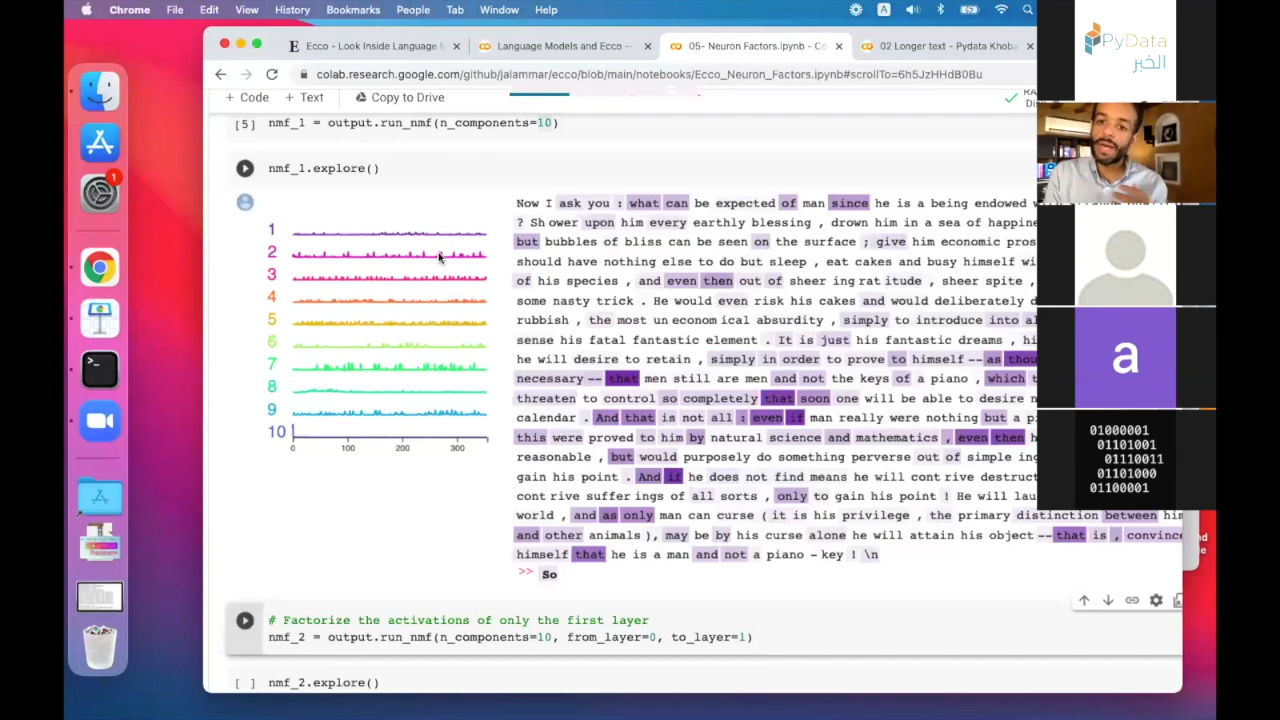 Chrome File Edit View History Bookmarks People Tab Window Help
A
Ecco - Look Inside Language
Language Models and Ecco --
05- Neuron Factors.ipynb - Co
02 Longer text - Pydata Khoba
colab.research.google.com/github/jalammar/ecco/blob/main/notebooks/Ecco_Neuron_Factors.ipynb#scrollTo=6h5JzHHdB0Bu
+ Code + Text Copy to Drive
[5] nmf_1 = output.run_nmf(n_components=10)
nmf_1.explore()
1
2
3
4
5
6
7
8
9
10
0 100 200 300
Now I ask you : what can be expected of man since he is a being endowed
? Sh ower upon him every earthly blessing , drown him in a sea of
but bubbles of bliss can be seen on the surface ; give him economic
should have nothing else to do but sleep , eat cakes and busy himself
of his species , and even then out of sheer ing rat itude , sheer spite ,
some nasty trick . He would even risk his cakes and would deliberately
rubbish , the most un econom ical absurdity , simply to introduce into
sense his fatal fantastic element . It is just his fantastic dreams ,
he will desire to retain , simply in order to prove to himself -- as
necessary -- that men still are men and not the keys of a piano , which
threaten to control so completely that soon one will be able to desire
calendar . And that is not all : even if man really were nothing but a
this were proved to him by natural science and mathematics , even then
reasonable , but would purposely do something perverse out of simple
gain his point . And if he does not find means he will cont rive
cont rive suffer ings of all sorts , only to gain his point ! He will
world , and as only man can curse ( it is his privilege , the primary distinction between him
and other animals ), may be by his curse alone he will attain his object -- that is ,
himself that he is a man and not a piano - key ! \n
>> So
# Factorize the activations of only the first layer
nmf_2 = output.run_nmf(n_components=10, from_layer=0, to_layer=1)
[ ] nmf_2.explore()
PyData
الخبر
a
01000001
01101001
01110011
01101000
01100001
1